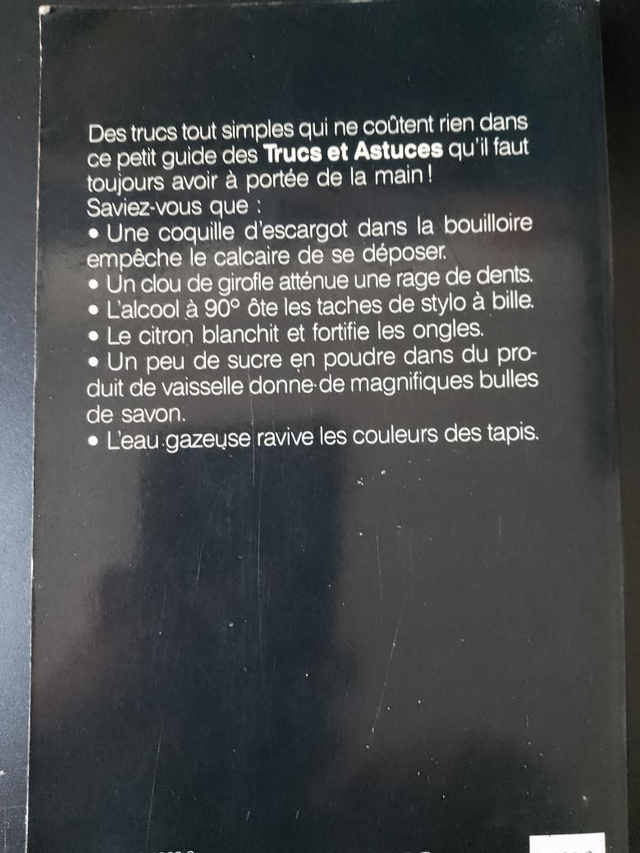 Des trucs tout simples qui ne coûtent rien dans
ce petit guide des Trucs et Astuces qu'il faut
toujours avoir à portée de la main !
Saviez-vous que :
• Une coquille d'escargot dans la bouilloire
empêche le calcaire de se déposer.
• Un clou de girofle atténue une rage de dents.
• L'alcool à 90° ôte les taches de stylo à bille.
• Le citron blanchit et fortifie les ongles.
• Un peu de sucre en poudre dans du pro-
duit de vaisselle donne de magnifiques bulles
de savon.
• L'eau gazeuse ravive les couleurs des tapis.